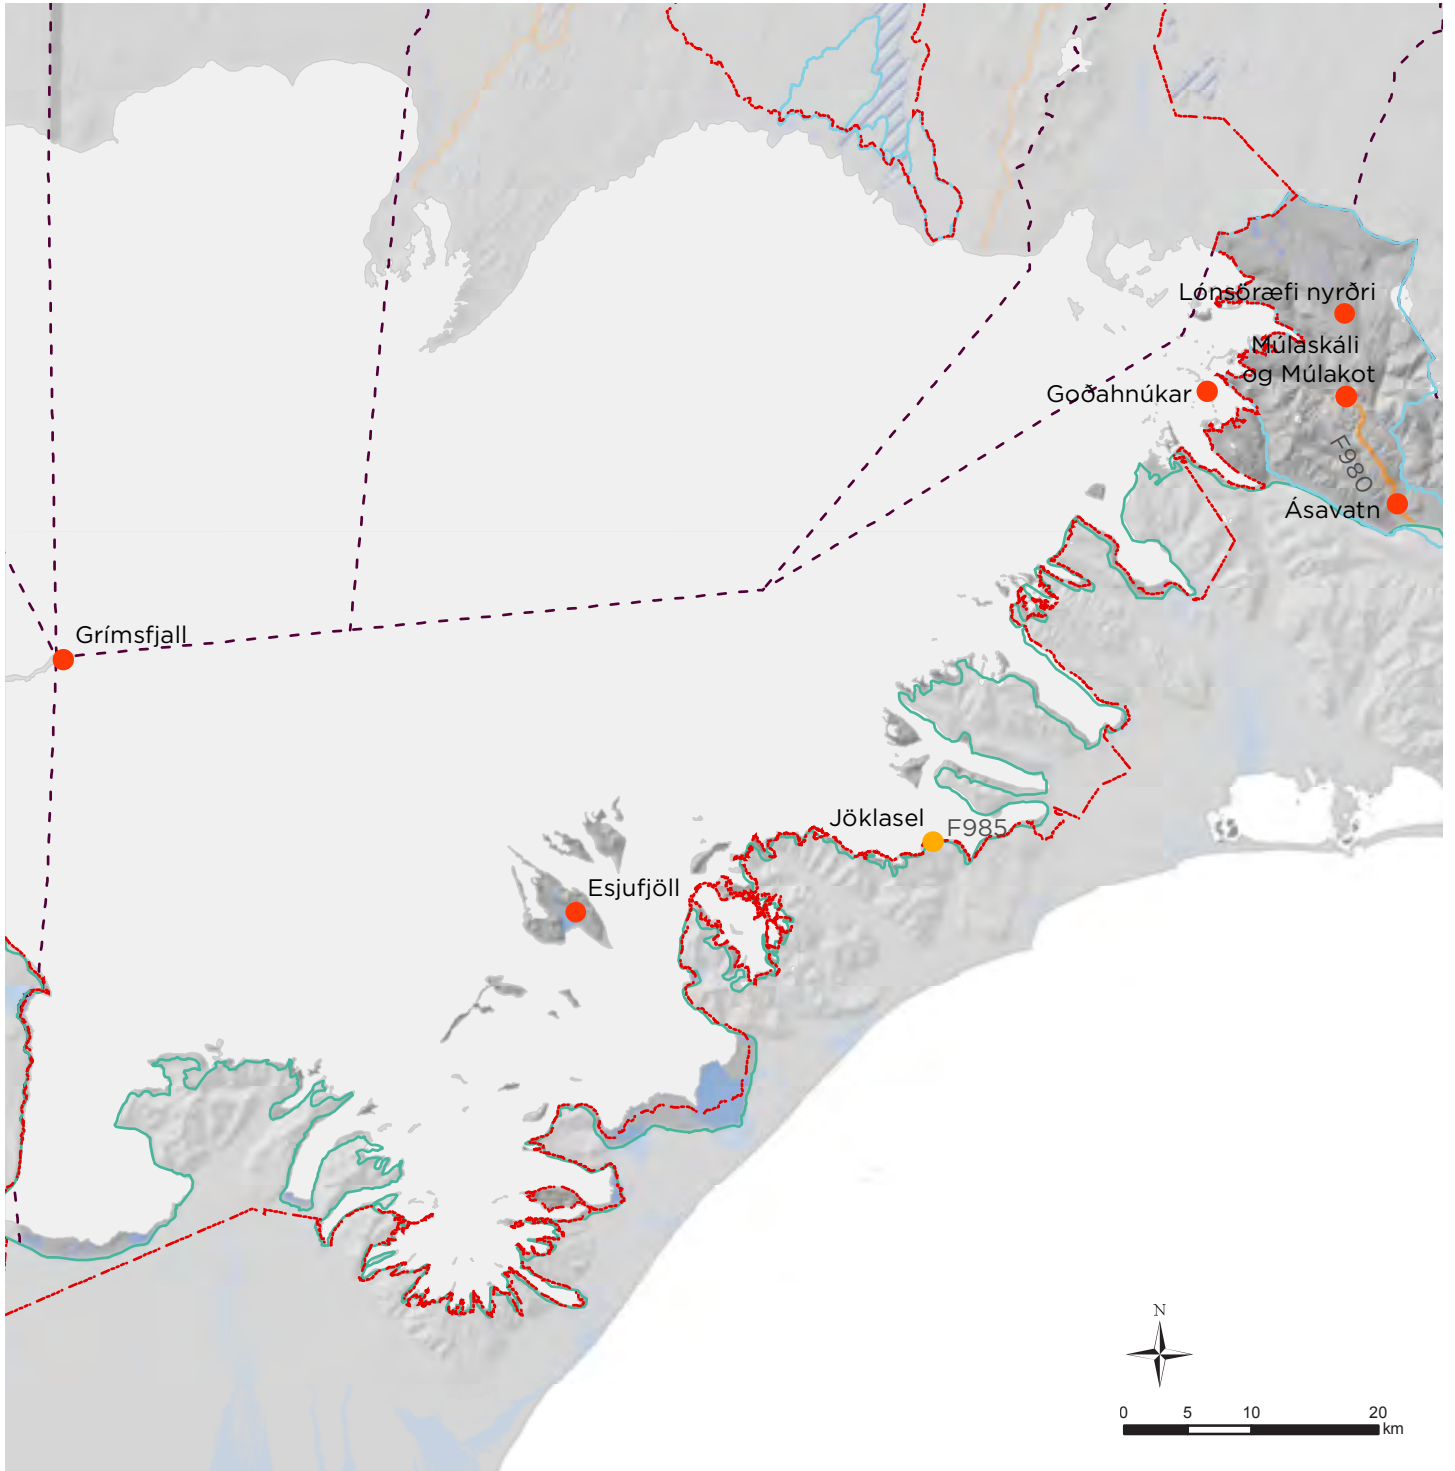 Lónsöræfi nyrðri
Múlaskáli
og Múlakot
Goðahnúkar
F980
Ásavatn
Grímsfjall
Jöklasel
F985
Esjufjöll
N
0 5 10 20
km